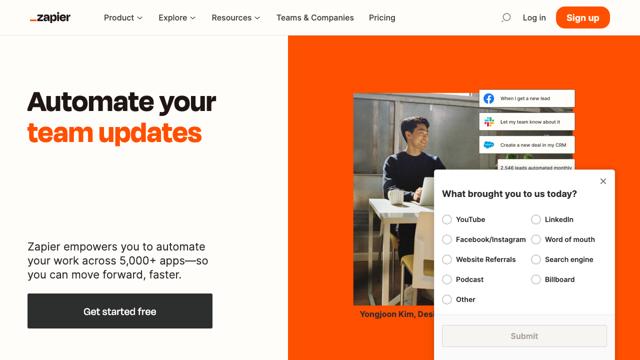 zapier
Product
Explore
Resources
Teams & Companies
Pricing
Log in
Sign up
Automate your
team updates
Zapier empowers you to automate
your work across 5,000+ apps—so
you can move forward, faster.
Get started free
When I get a new lead
Let my team know about it
Create a new deal in my CRM
2,546 leads automated monthly
Yongjoon Kim,
What brought you to us today?
YouTube
LinkedIn
Facebook/Instagram
Word of mouth
Website Referrals
Search engine
Podcast
Billboard
Other
Submit